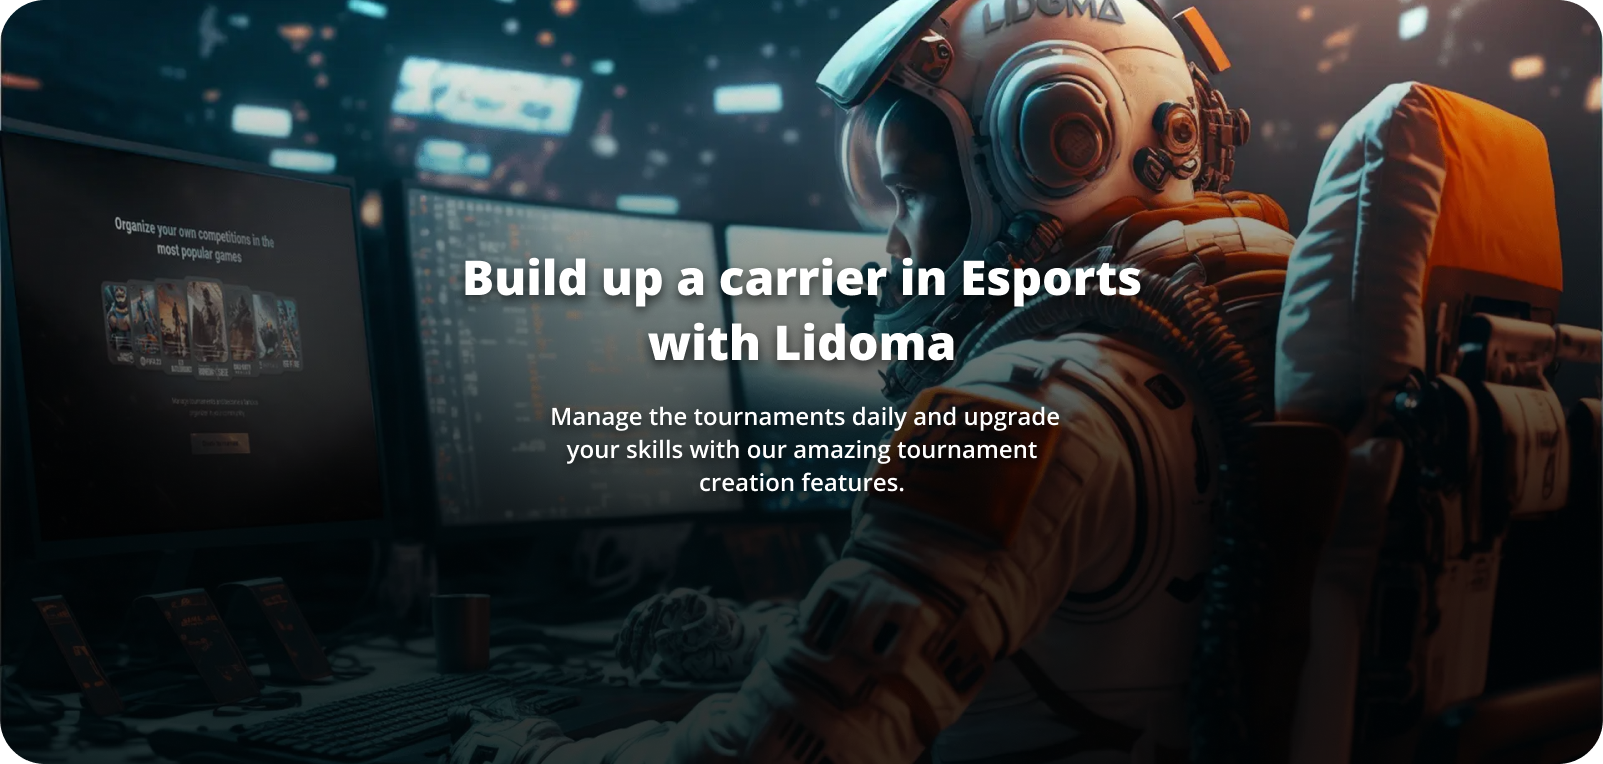 LIDOMA
Organize your own competitions in the
most popular games
Build up a carrier in Esports
with Lidoma
Manage the tournaments daily and upgrade
your skills with our amazing tournament
creation features.